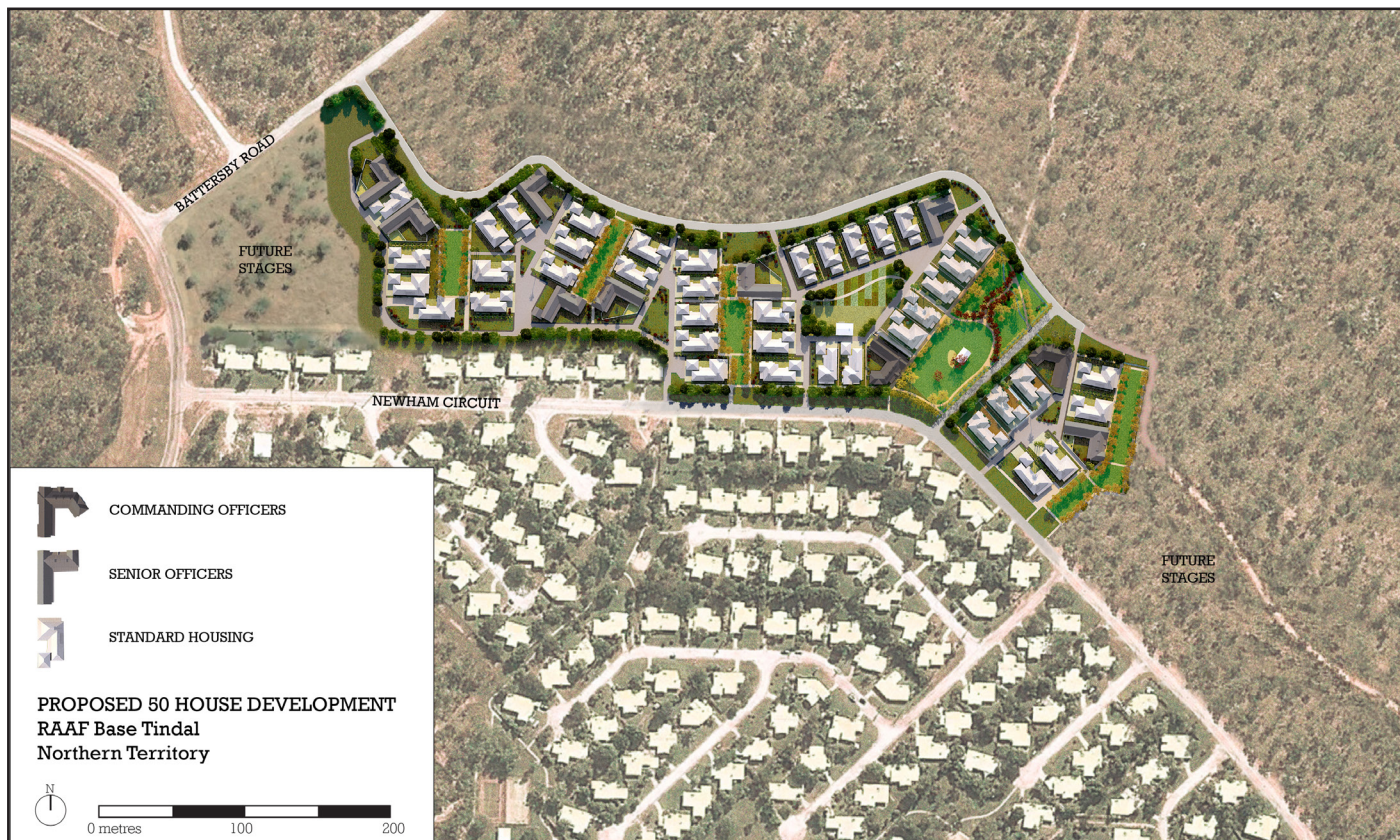 BATTERSBY ROAD
FUTURE
STAGES
NEWHAM CIRCUIT
FUTURE
STAGES
COMMANDING OFFICERS
SENIOR OFFICERS
STANDARD HOUSING
PROPOSED 50 HOUSE DEVELOPMENT
RAAF Base Tindal
Northern Territory
N
0 metres 100 200